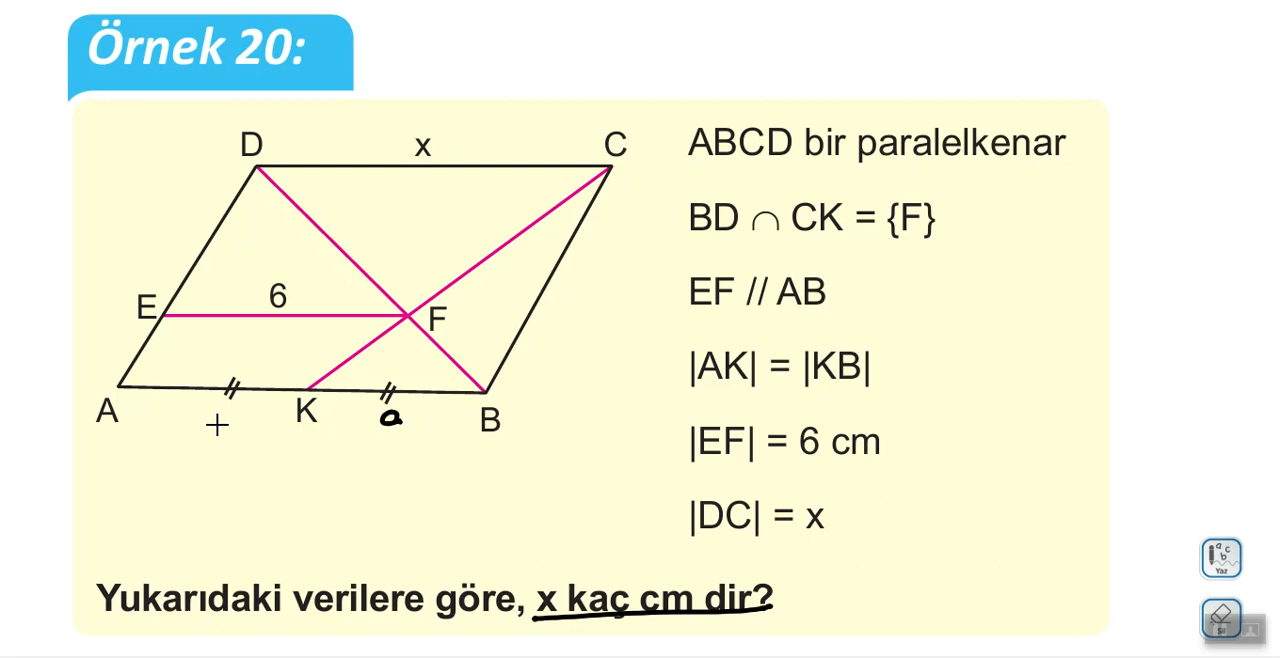 Örnek 20:
D x C
E 6 F
A K B
a
ABCD bir paralelkenar
BD ∩ CK = {F}
EF // AB
|AK| = |KB|
|EF| = 6 cm
|DC| = x
Yukarıdaki verilere göre, x kaç cm dir?
a b c
Yaz
Sil